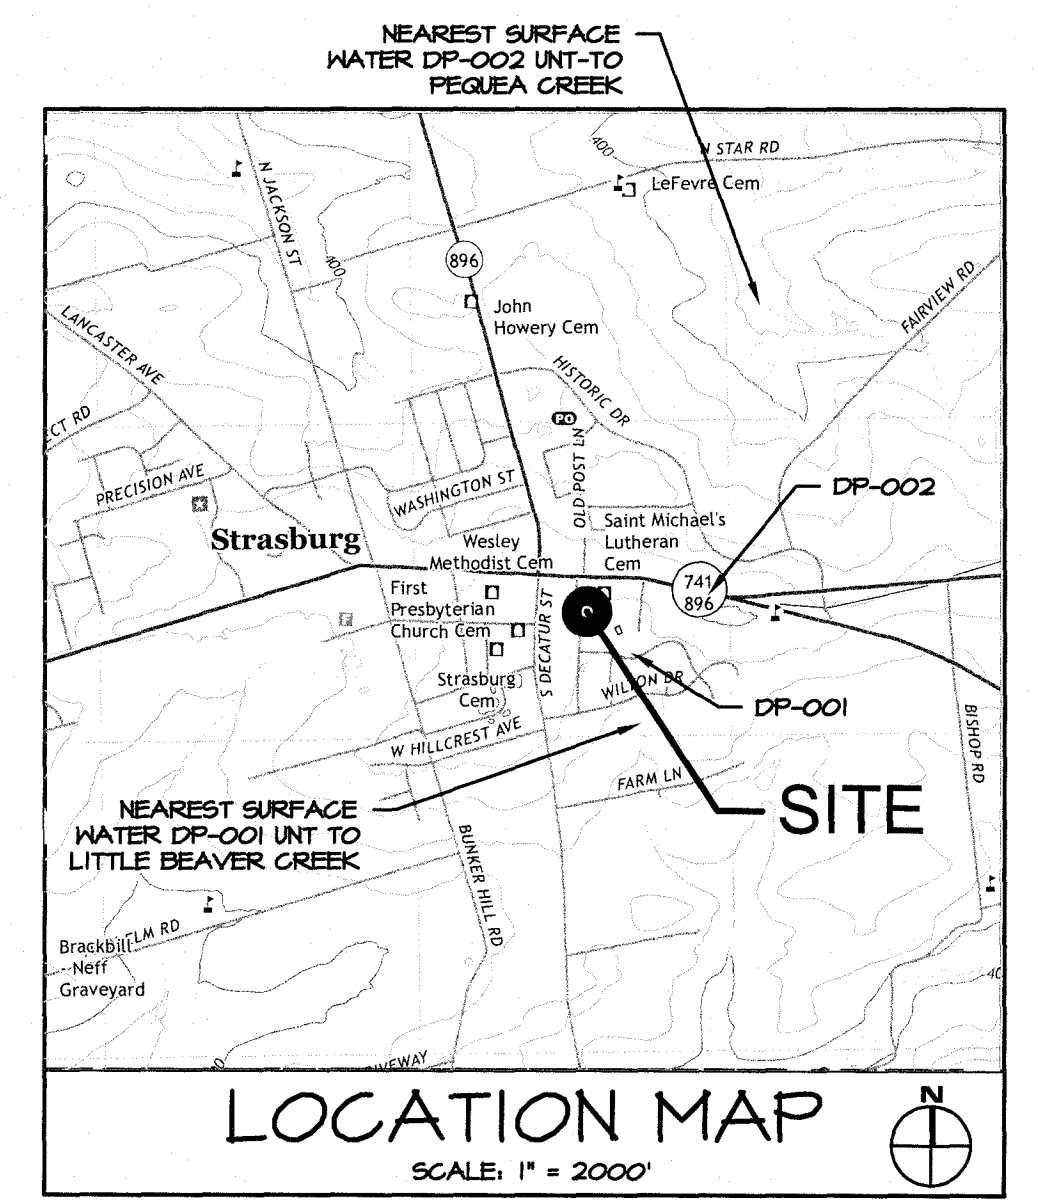 NEAREST SURFACE
WATER DP-002 UNT-TO
PEQUEA CREEK
400
N STAR RD
LeFevre Cem
N JACKSON ST
400
896
John
Howery Cem
FAIRVIEW RD
LANCASTER AVE
HISTORIC DR
ECT RD
PO
OLD POST LN
PRECISION AVE
WASHINGTON ST
DP-002
Strasburg
Wesley
Methodist Cem
Saint Michael's
Lutheran
Cem
741
896
First
Presbyterian
Church Cem
S DECATUR ST
Strasburg
Cem
WILTON DR
DP-001
W HILLCREST AVE
BISHOP RD
FARM LN
SITE
NEAREST SURFACE
WATER DP-001 UNT TO
LITTLE BEAVER CREEK
BUNKER HILL RD
ELM RD
Brackbill
Neff
Graveyard
40
IVEWAY
LOCATION MAP
SCALE: 1" = 2000'
N